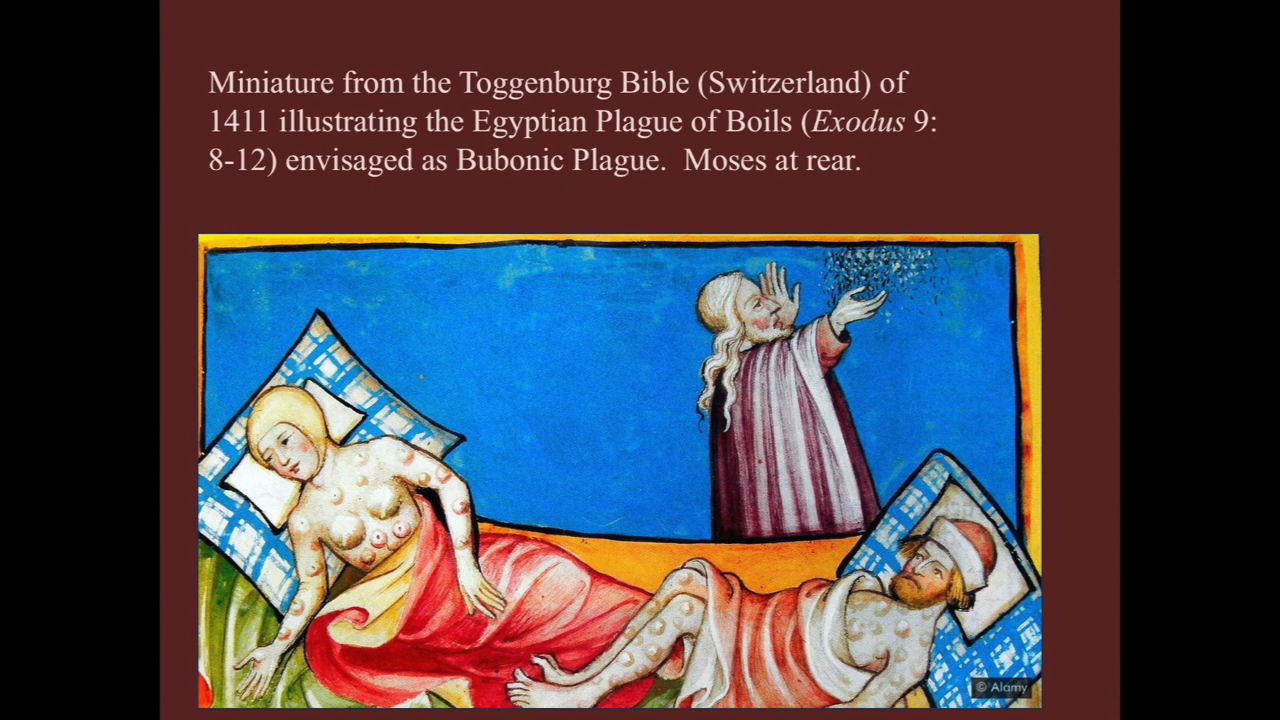 Miniature from the Toggenburg Bible (Switzerland) of
1411 illustrating the Egyptian Plague of Boils (Exodus 9:
8-12) envisaged as Bubonic Plague.  Moses at rear.
© Alamy